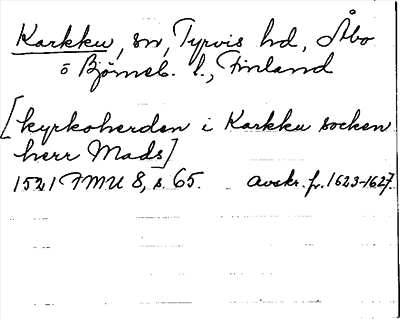 Karkku, sn, Tyrvis hd, Åbo
o Björneb. l., Finland
[kyrkoherden i Karkku socken
herr Mads]
1521 FMU 8, s. 65. Avskr. fr. 1623-1627.